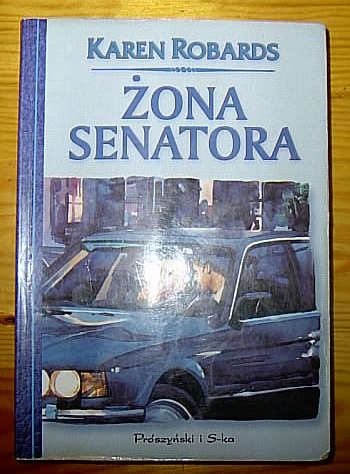 KAREN ROBARDS
ŻONA
SENATORA
Prószyński i S-ka